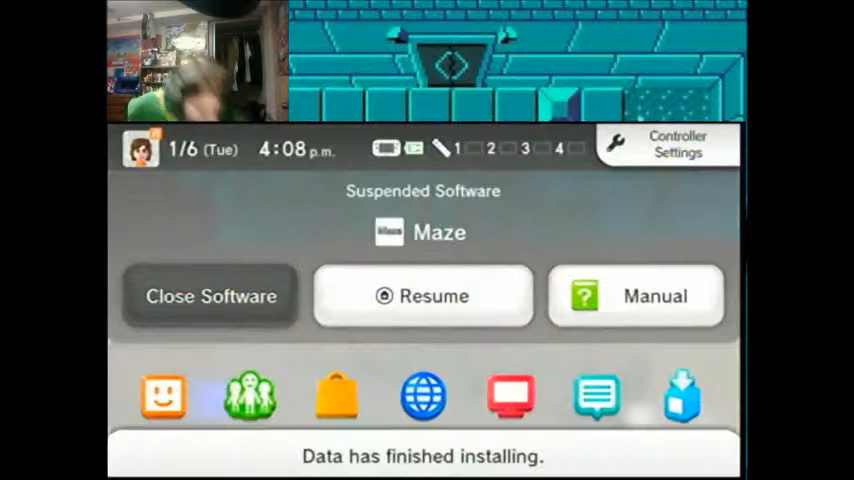 1/6 (Tue) 4:08 p.m. 1 2 3 4
Controller
Settings
Suspended Software
Maze
Close Software
Resume
? Manual
Data has finished installing.